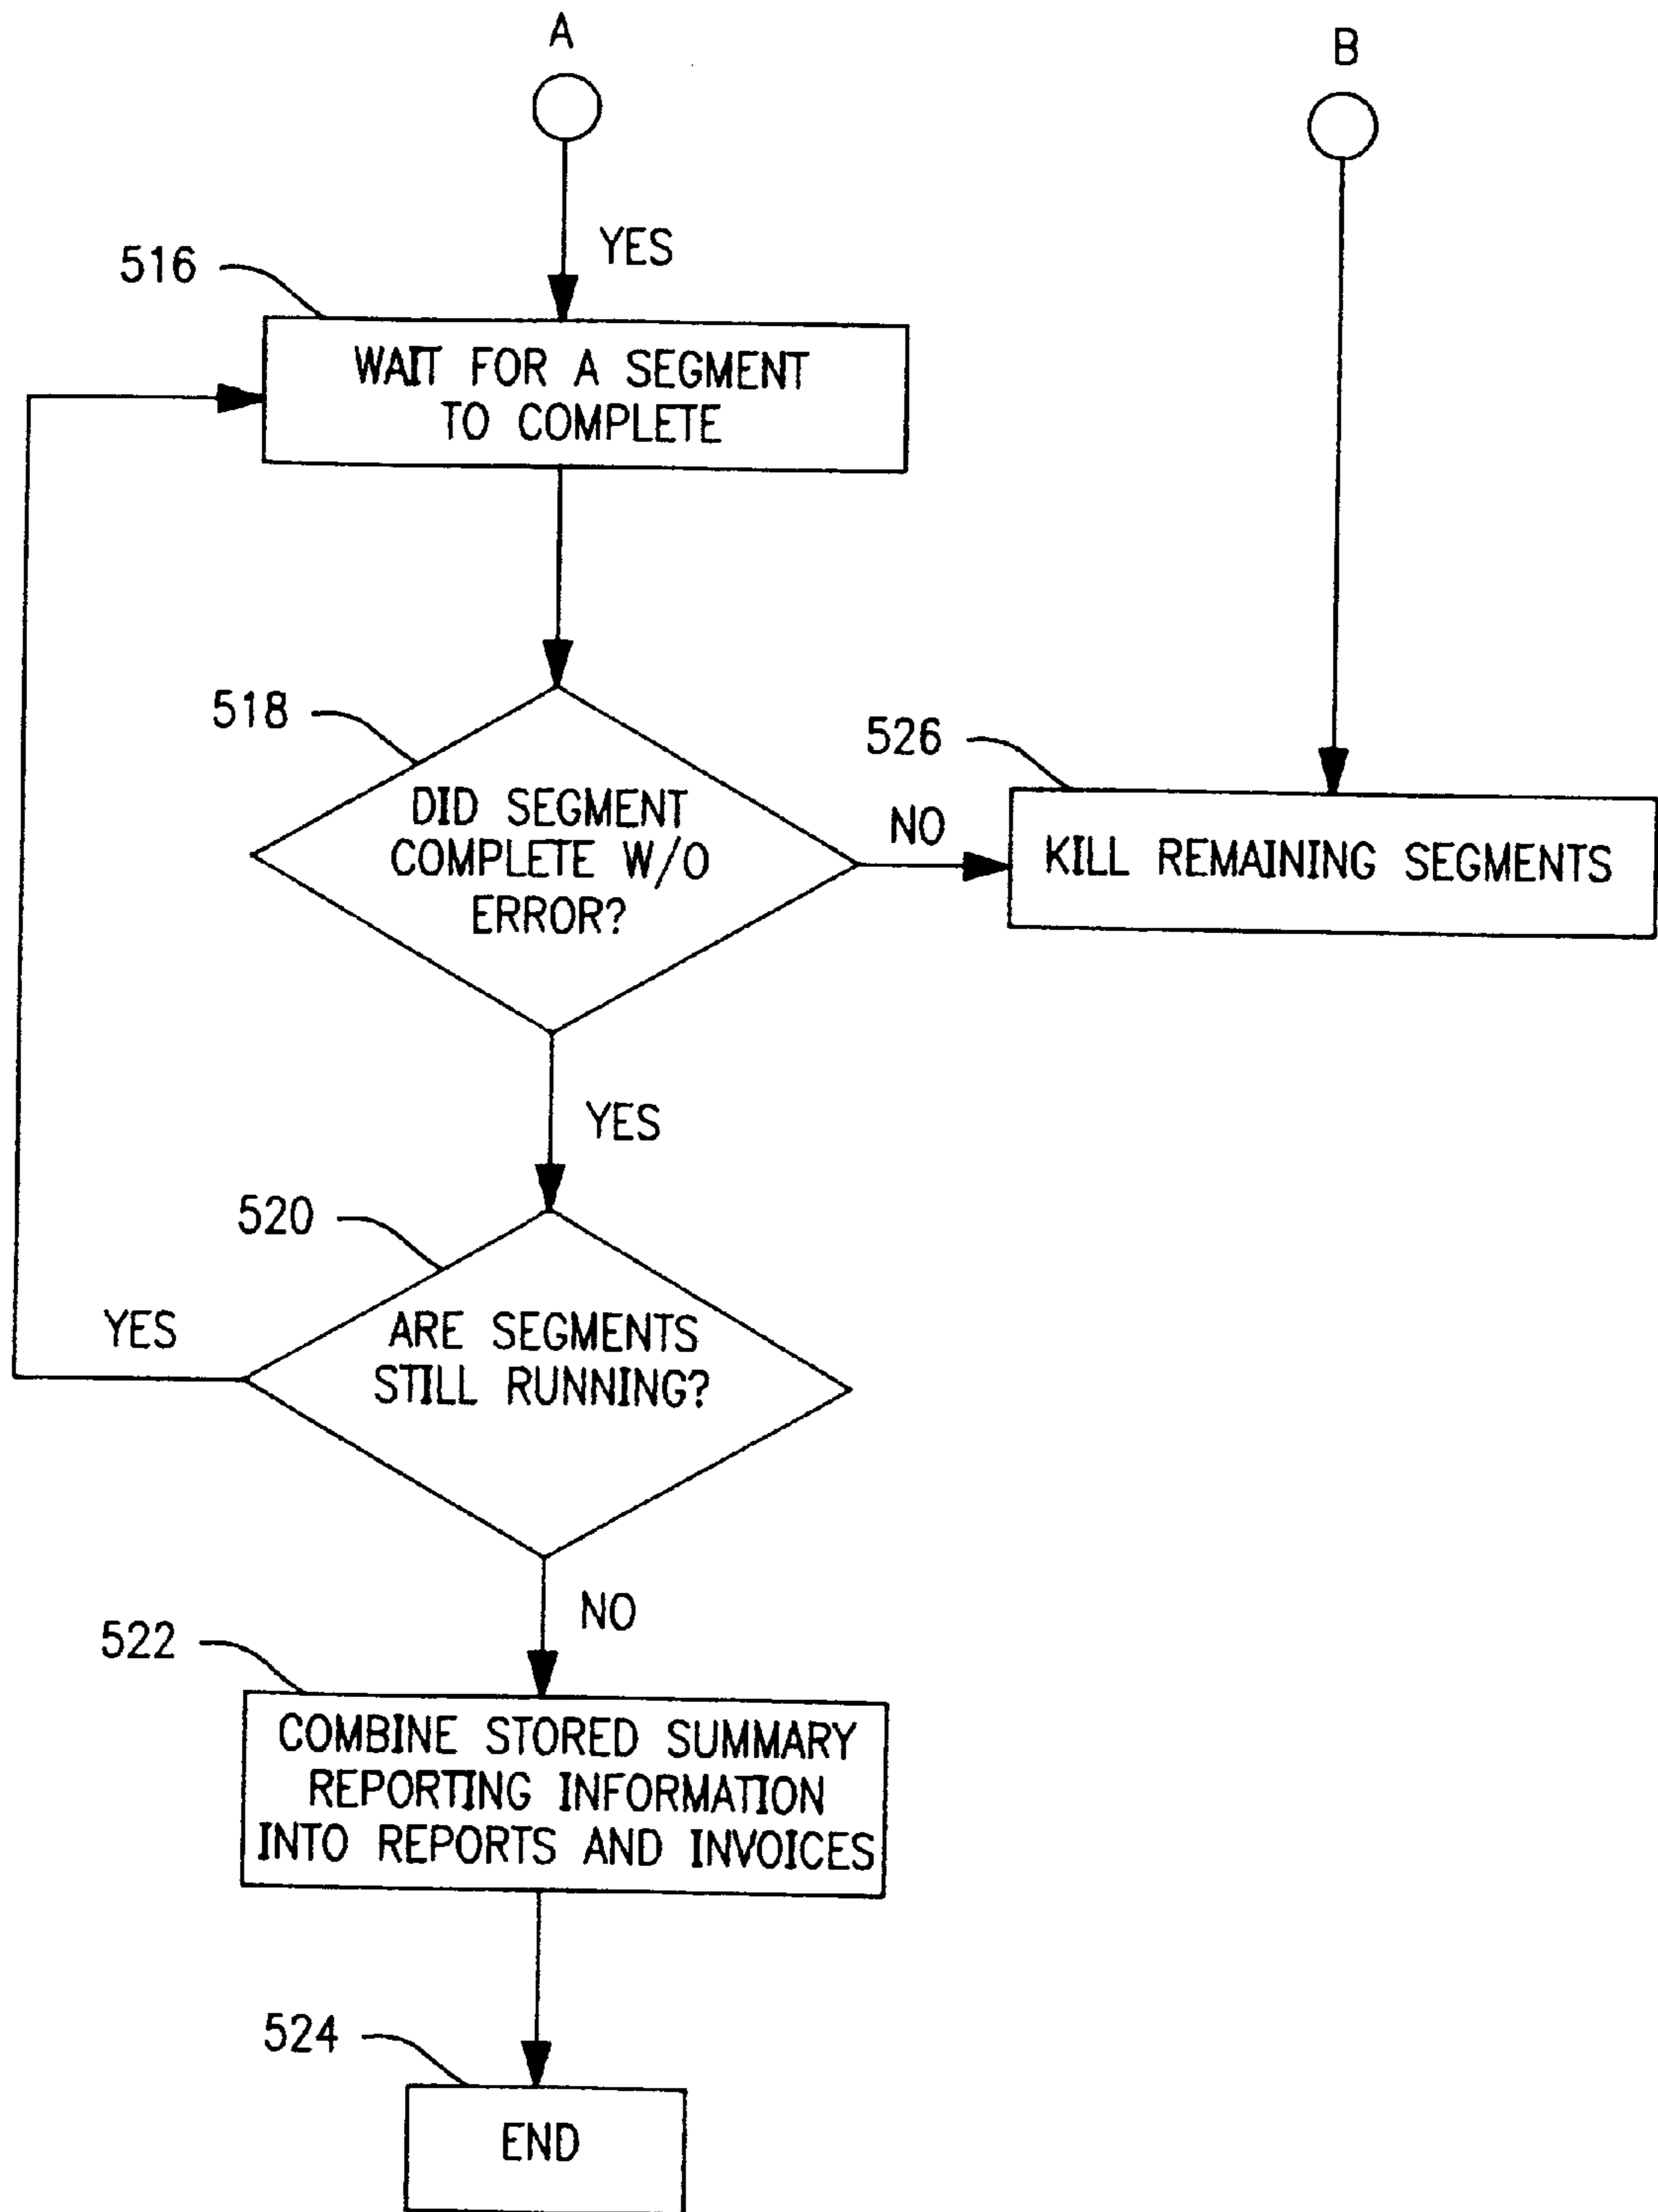 A
B
YES
516
WAIT FOR A SEGMENT
TO COMPLETE
518
DID SEGMENT
COMPLETE W/O
ERROR?
NO
526
KILL REMAINING SEGMENTS
YES
520
ARE SEGMENTS
STILL RUNNING?
YES
NO
522
COMBINE STORED SUMMARY
REPORTING INFORMATION
INTO REPORTS AND INVOICES
524
END